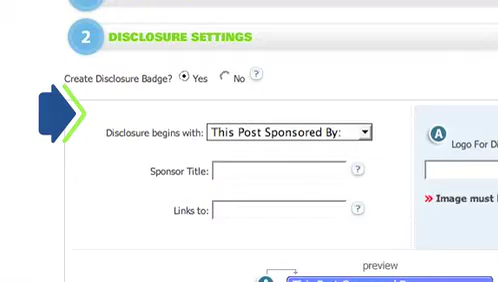 2 DISCLOSURE SETTINGS
Create Disclosure Badge? Yes No ?
Disclosure begins with: This Post Sponsored By:
Sponsor Title: ?
Links to: ?
A Logo For Di
» Image must
preview